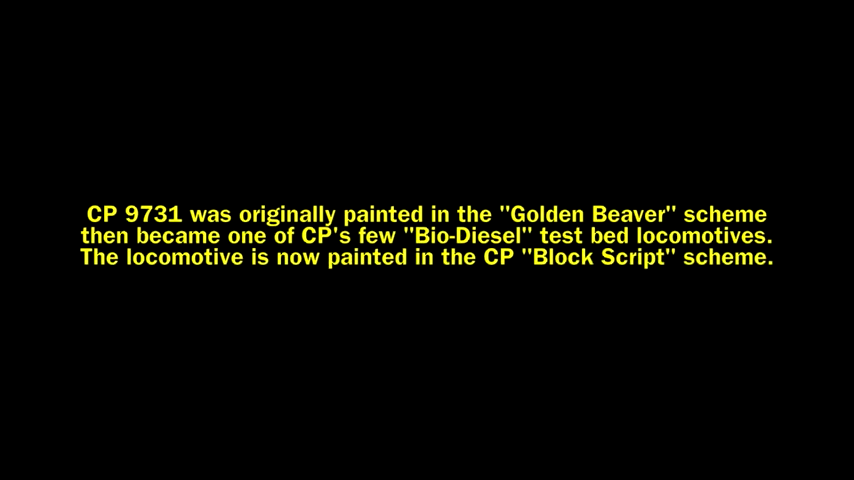 CP 9731 was originally painted in the "Golden Beaver" scheme
then became one of CP's few "Bio-Diesel" test bed locomotives.
The locomotive is now painted in the CP "Block Script" scheme.